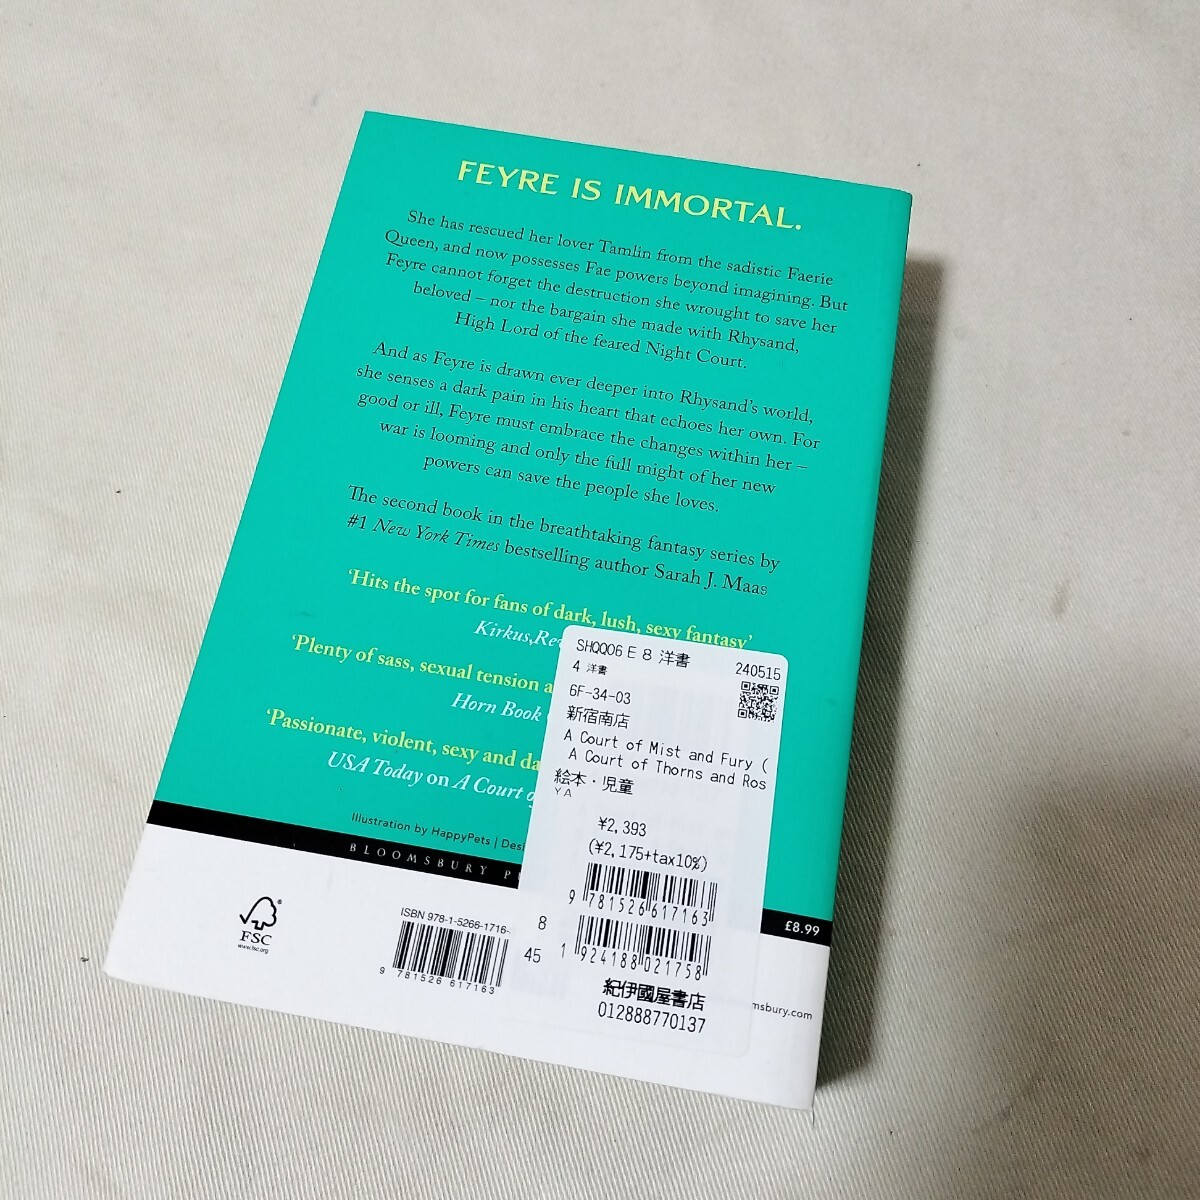 FEYRE IS IMMORTAL.
She has rescued her lover Tamlin from the sadistic Faerie
Queen, and now possesses Fae powers beyond imagining. But
Feyre cannot forget the destruction she wrought to save her
beloved – nor the bargain she made with Rhysand,
High Lord of the feared Night Court.
And as Feyre is drawn ever deeper into Rhysand's world,
she senses a dark pain in his heart that echoes her own. For
good or ill, Feyre must embrace the changes within her –
war is looming and only the full might of her new
powers can save the people she loves.
The second book in the breathtaking fantasy series by
#1 New York Times bestselling author Sarah J. Maas
'Hits the spot for fans of dark, lush, sexy fantasy'
Kirkus Re
'Plenty of sass, sexual tension a
Horn Book
'Passionate, violent, sexy and da
USA Today on A Court o
Illustration by HappyPets | Desi
BLOOMSBURY PU
£8.99
FSC
www.fsc.org
ISBN 978-1-5266-1716-
9 781526 617163
8
45
msbury.com
SHQQ06 E 8 洋書 240515
4 洋書
6F-34-03
新宿南店
A Court of Mist and Fury (
A Court of Thorns and Ros
絵本・児童
YA
¥2,393
(¥2,175+tax10%)
9 781526 617163
1 924188 021758
紀伊國屋書店
012888770137